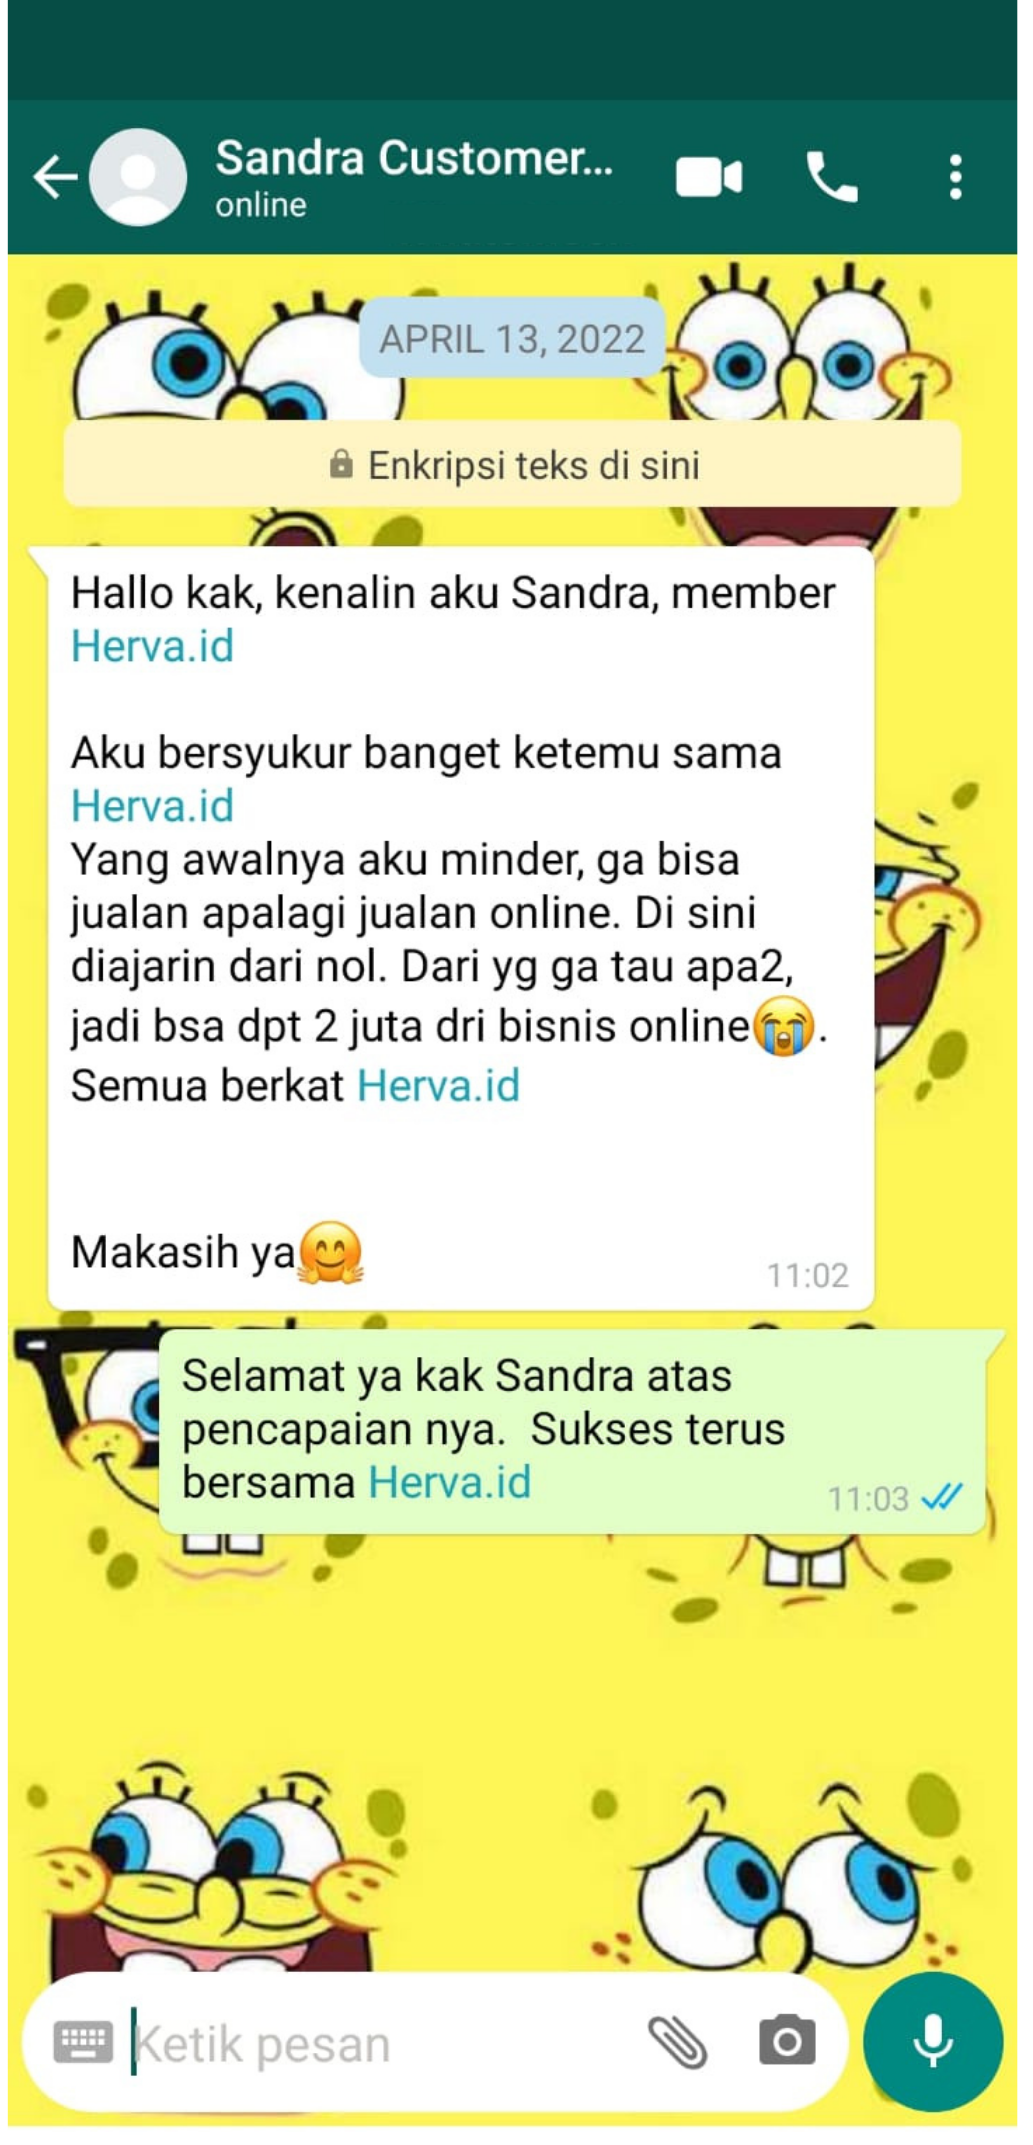 Sandra Customer...
online
APRIL 13, 2022
Enkripsi teks di sini
Hallo kak, kenalin aku Sandra, member
Herva.id
Aku bersyukur banget ketemu sama
Herva.id
Yang awalnya aku minder, ga bisa
jualan apalagi jualan online. Di sini
diajarin dari nol. Dari yg ga tau apa2,
jadi bsa dpt 2 juta dri bisnis online😭.
Semua berkat Herva.id
Makasih ya🤗
11:02
Selamat ya kak Sandra atas
pencapaian nya.  Sukses terus
bersama Herva.id
11:03
Ketik pesan